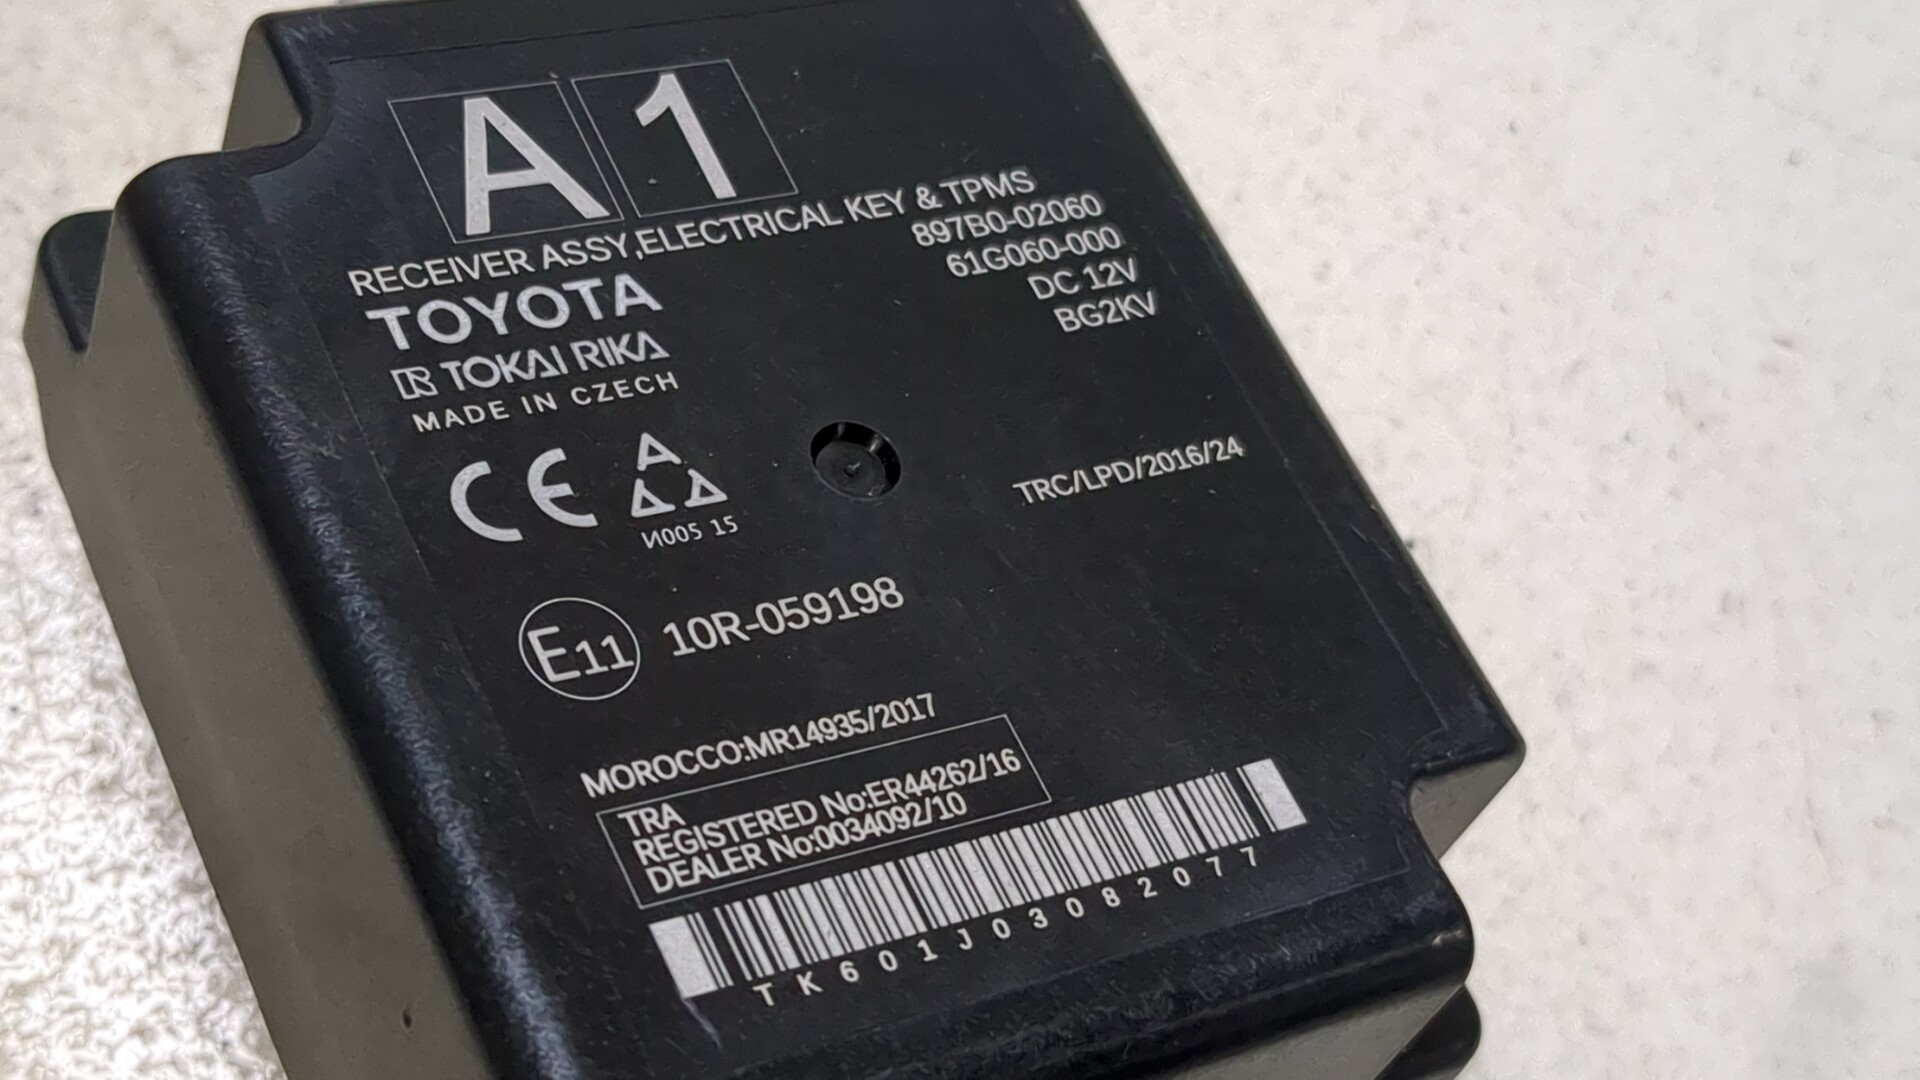 A1
RECEIVER ASSY,ELECTRICAL KEY & TPMS
TOYOTA
897B0-02060
TOKAI RIKA
61G060-000
MADE IN CZECH
DC 12V
BG2KV
CE
TRC/LPD/2016/24
И005 15
E11 10R-059198
MOROCCO:MR14935/2017
TRA
REGISTERED No:ER44262/16
DEALER No:0034092/10
TK601J03082077